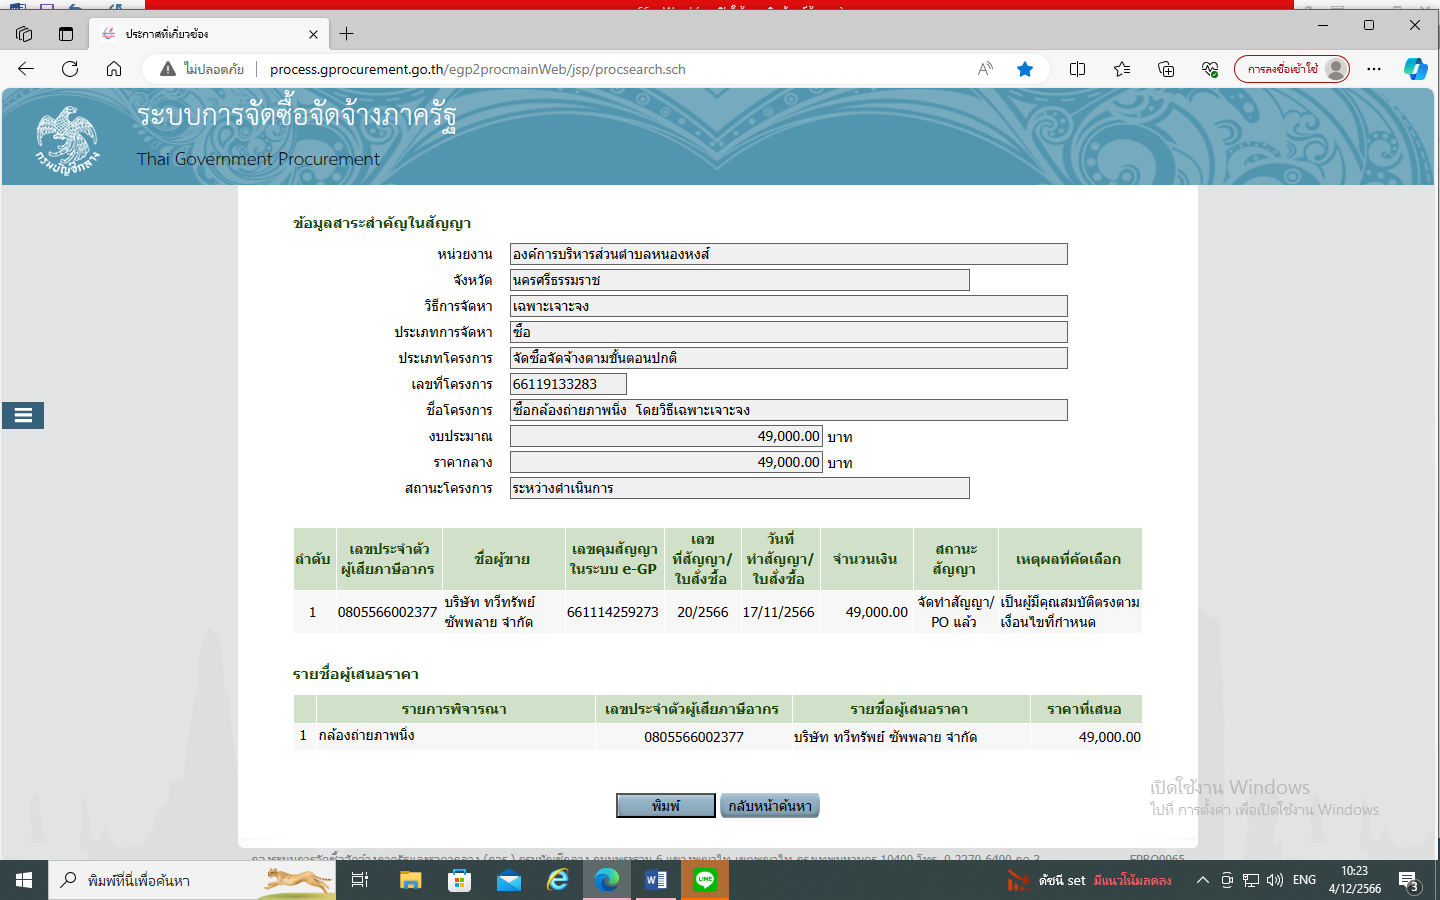 ประกาศที่เกี่ยวข้อง
ไม่ปลอดภัย
process.gprocurement.go.th/egp2procmainWeb/jsp/procsearch.sch
การลงชื่อเข้าใช้
ระบบการจัดซื้อจัดจ้างภาครัฐ
Thai Government Procurement
กรมบัญชีกลาง
ข้อมูลสาระสำคัญในสัญญา
หน่วยงาน องค์การบริหารส่วนตำบลหนองหงส์
จังหวัด นครศรีธรรมราช
วิธีการจัดหา เฉพาะเจาะจง
ประเภทการจัดหา ซื้อ
ประเภทโครงการ จัดซื้อจัดจ้างตามขั้นตอนปกติ
เลขที่โครงการ 66119133283
ชื่อโครงการ ซื้อกล้องถ่ายภาพนิ่ง โดยวิธีเฉพาะเจาะจง
งบประมาณ 49,000.00 บาท
ราคากลาง 49,000.00 บาท
สถานะโครงการ ระหว่างดำเนินการ
ลำดับ เลขประจำตัวผู้เสียภาษีอากร ชื่อผู้ขาย เลขคุมสัญญาในระบบ e-GP เลขที่สัญญา/ใบสั่งซื้อ วันที่ทำสัญญา/ใบสั่งซื้อ จำนวนเงิน สถานะสัญญา เหตุผลที่คัดเลือก
1 0805566002377 บริษัท ทวีทรัพย์ ซัพพลาย จำกัด 661114259273 20/2566 17/11/2566 49,000.00 จัดทำสัญญา/PO แล้ว เป็นผู้มีคุณสมบัติตรงตามเงื่อนไขที่กำหนด
รายชื่อผู้เสนอราคา
รายการพิจารณา เลขประจำตัวผู้เสียภาษีอากร รายชื่อผู้เสนอราคา ราคาที่เสนอ
1 กล้องถ่ายภาพนิ่ง 0805566002377 บริษัท ทวีทรัพย์ ซัพพลาย จำกัด 49,000.00
พิมพ์ กลับหน้าค้นหา
เปิดใช้งาน Windows
ไปที่ การตั้งค่า เพื่อเปิดใช้งาน Windows
พิมพ์ที่นี่เพื่อค้นหา
ดัชนี set มีแนวโน้มลดลง
ENG
10:23
4/12/2566
3